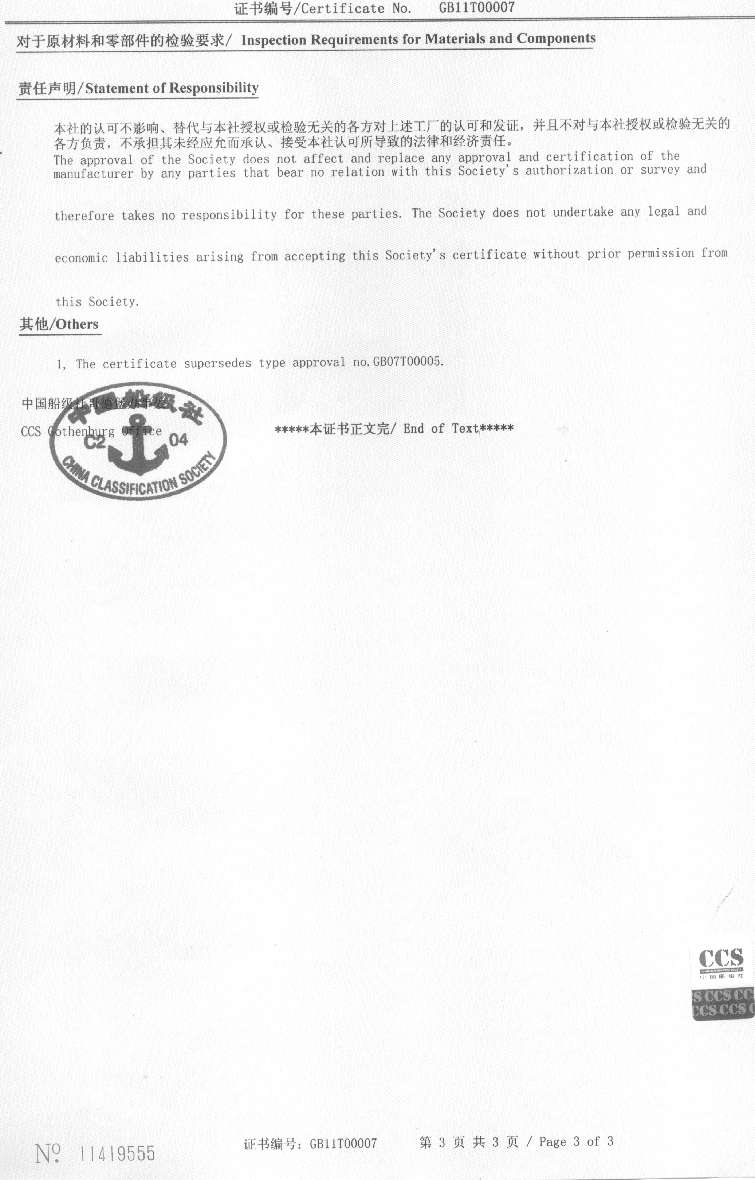 证书编号/Certificate No. GB11T00007
对于原材料和零部件的检验要求/ Inspection Requirements for Materials and Components
责任声明/Statement of Responsibility
本社的认可不影响、替代与本社授权或检验无关的各方对上述工厂的认可和发证，并且不对与本社授权或检验无关的
各方负责，不承担其未经应允而承认、接受本社认可所导致的法律和经济责任。
The approval of the Society does not affect and replace any approval and certification of the
manufacturer by any parties that bear no relation with this Society's authorization or survey and
therefore takes no responsibility for these parties. The Society does not undertake any legal and
economic liabilities arising from accepting this Society's certificate without prior permission from
this Society.
其他/Others
1, The certificate supersedes type approval no.GB07T00005.
中国船级社
CCS Gothenburg Office
中国船级社
C2 04
CHINA CLASSIFICATION SOCIETY
*****本证书正文完/ End of Text*****
CCS
中国船级社
S CCS CC
CCS CCS
Nº 11419555
证书编号: GB11T00007 第 3 页 共 3 页 / Page 3 of 3